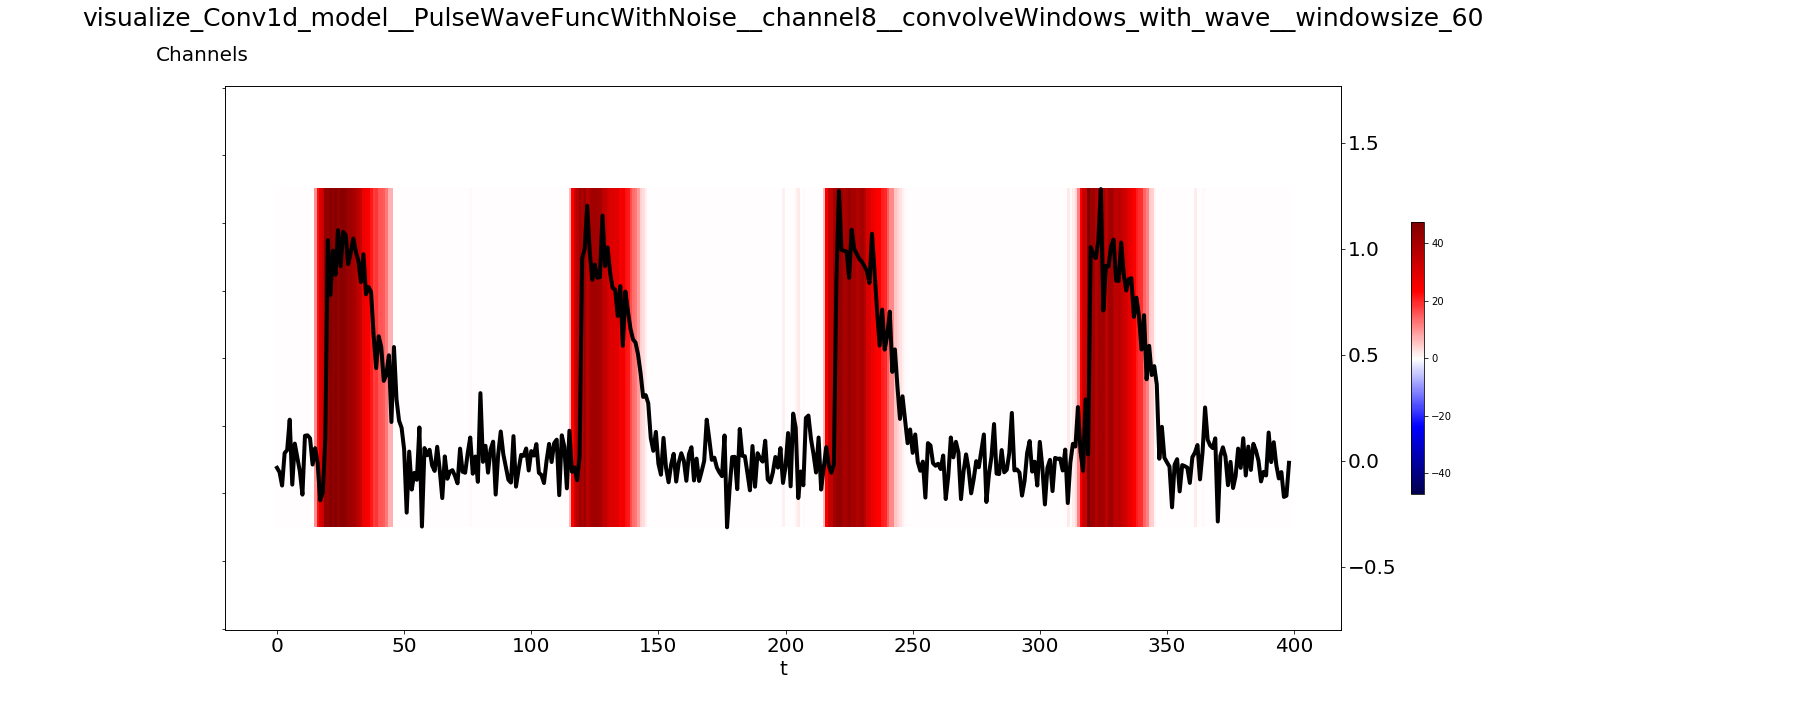 visualize_Conv1d_model__PulseWaveFuncWithNoise__channel8__convolveWindows_with_wave__windowsize_60
Channels
1.5
1.0
0.5
0.0
−0.5
40
20
0
−20
−40
0 50 100 150 200 250 300 350 400
t